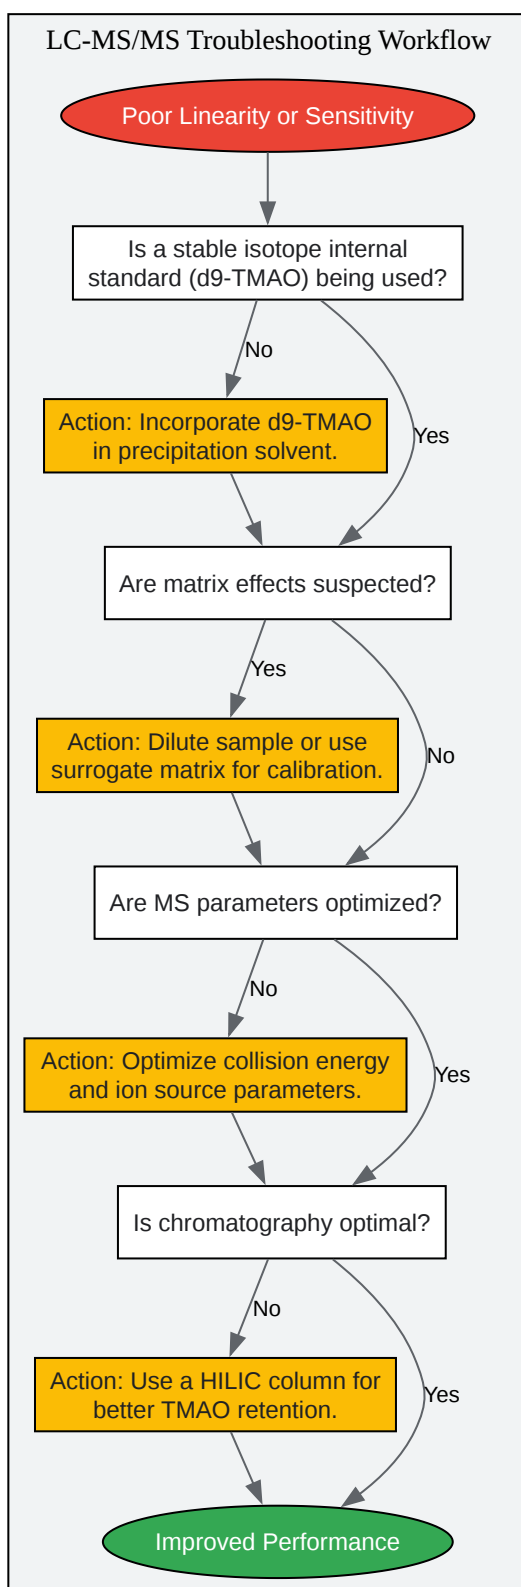 LC-MS/MS Troubleshooting Workflow
Poor Linearity or Sensitivity
Is a stable isotope internal
standard (d9-TMAO) being used?
No
Action: Incorporate d9-TMAO
in precipitation solvent.
Yes
Are matrix effects suspected?
Yes
Action: Dilute sample or use
surrogate matrix for calibration.
No
Are MS parameters optimized?
No
Action: Optimize collision energy
and ion source parameters.
Yes
Is chromatography optimal?
No
Action: Use a HILIC column for
better TMAO retention.
Yes
Improved Performance